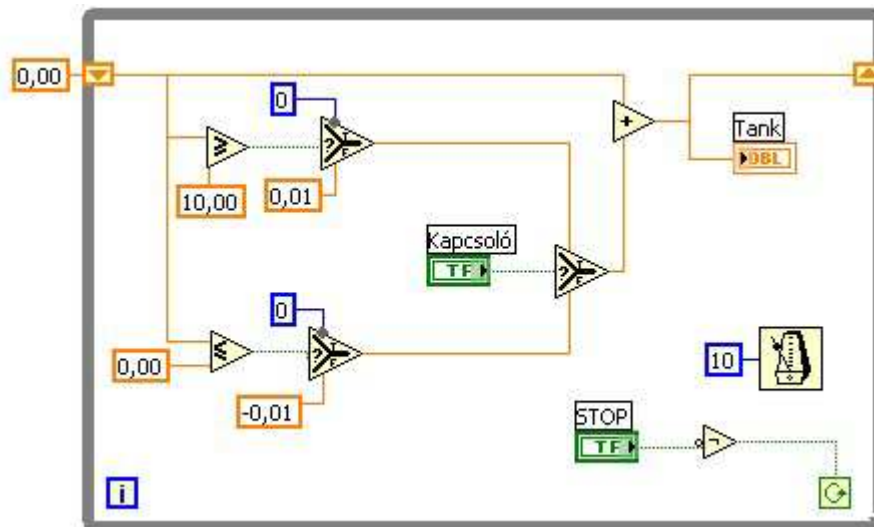 0,00
0
10,00
0,01
Tank
DBL
Kapcsoló
TF
0
0,00
-0,01
10
STOP
TF
i